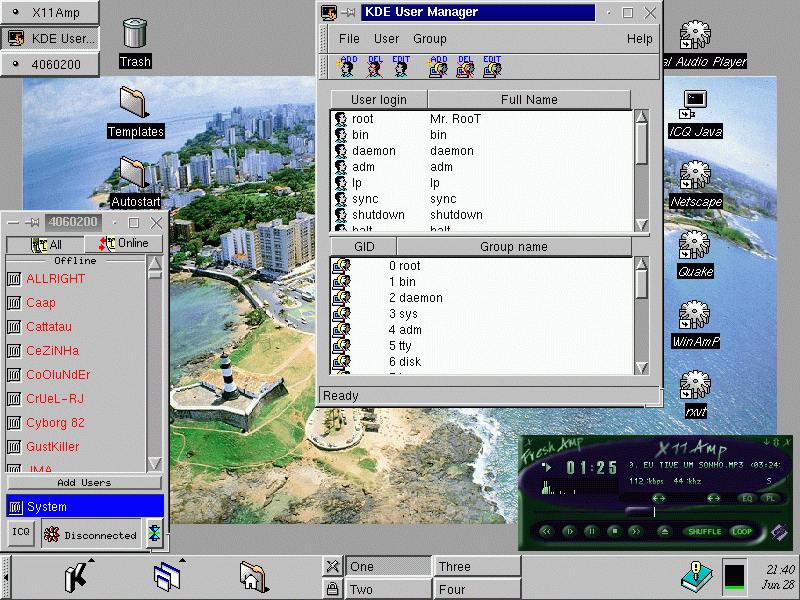 X11Amp
KDE User...
4060200
Trash
Templates
Autostart
KDE User Manager
File User Group Help
ADD DEL EDIT ADD DEL EDIT
User login Full Name
root Mr. RooT
bin bin
daemon daemon
adm adm
lp lp
sync sync
shutdown shutdown
halt halt
GID Group name
0 root
1 bin
2 daemon
3 sys
4 adm
5 tty
6 disk
Ready
al Audio Player
ICQ Java
Netscape
Quake
WinAmP
nxt
4060200
All Online
Offline
ALLRIGHT
Caap
Cattatau
CeZiNHa
CoOluNdEr
CrUeL-RJ
Cyborg 82
GustKiller
JMA
Add Users
System
ICQ Disconnected
Fresh Amp X11Amp
01:25
3. EU TIVE UM SONHO.MP3 (03:24
112 kbps 44 khz S
EQ PL
SHUFFLE LOOP
One Three
Two Four
21:40
Jun 28